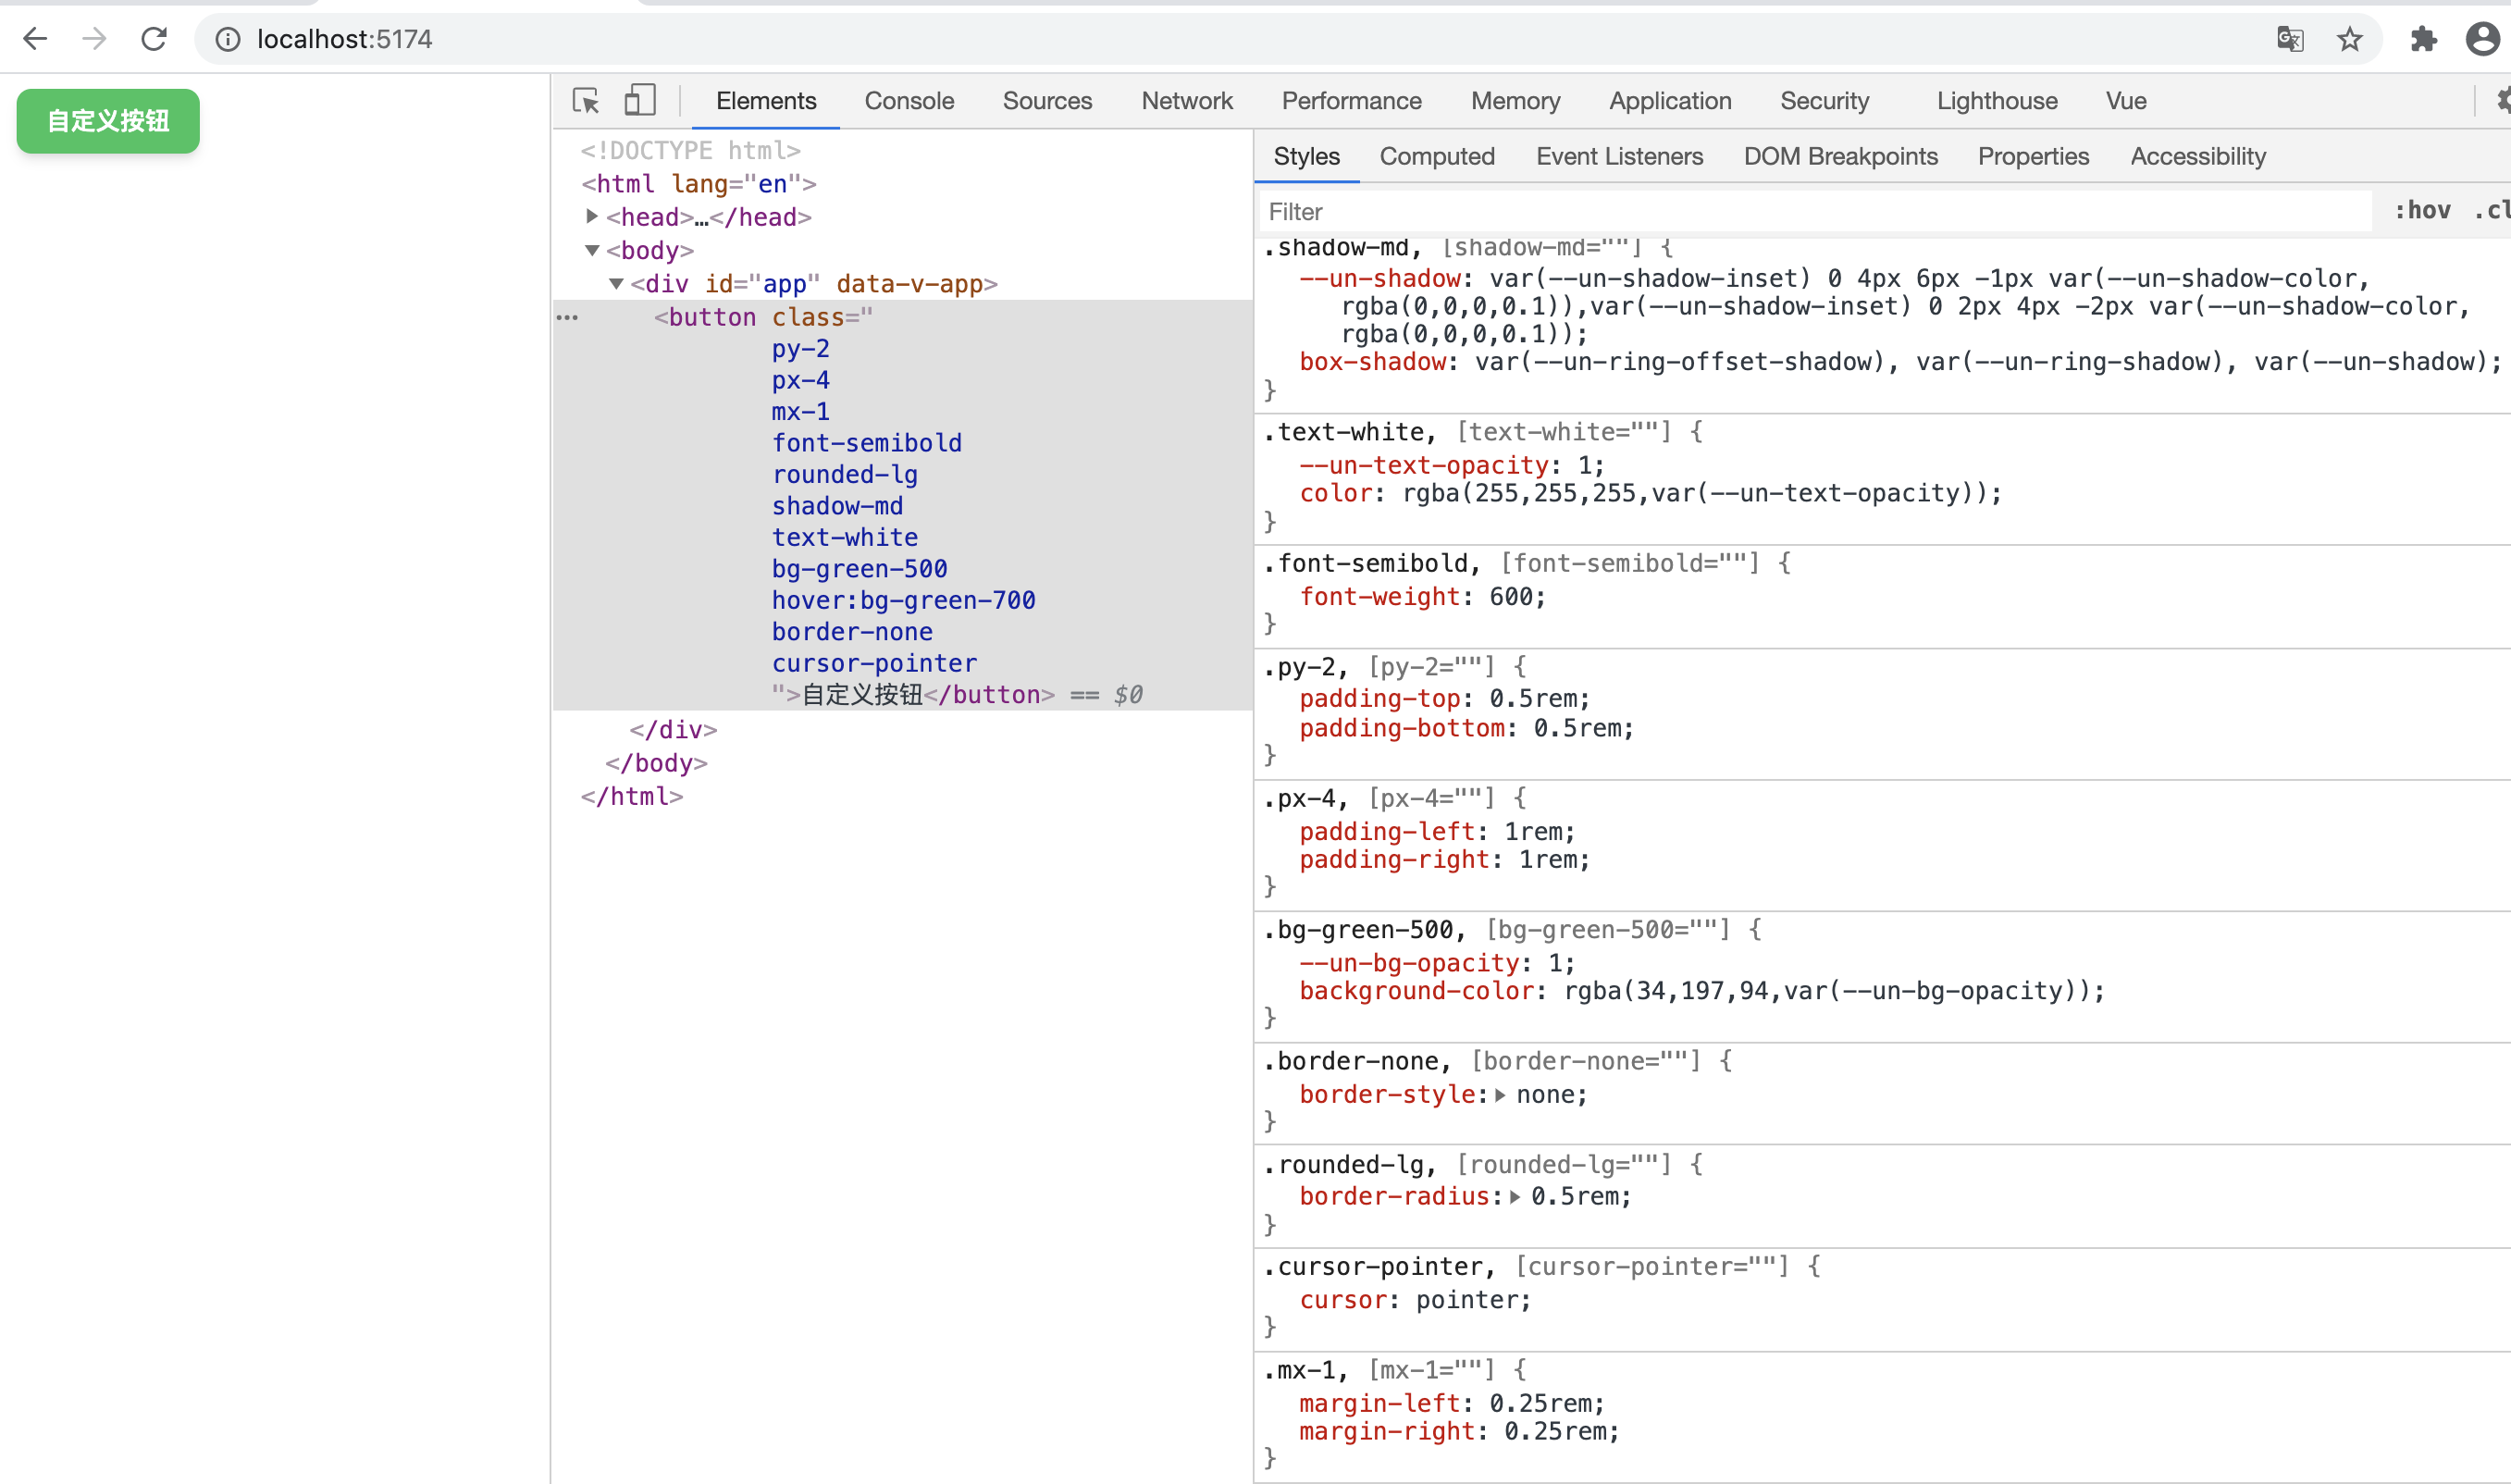 localhost:5174
自定义按钮
Elements Console Sources Network Performance Memory Application Security Lighthouse Vue
<!DOCTYPE html>
<html lang="en">
<head>…</head>
<body>
<div id="app" data-v-app>
<button class="
py-2
px-4
mx-1
font-semibold
rounded-lg
shadow-md
text-white
bg-green-500
hover:bg-green-700
border-none
cursor-pointer
">自定义按钮</button> == $0
</div>
</body>
</html>
Styles Computed Event Listeners DOM Breakpoints Properties Accessibility
Filter :hov .cl
.shadow-md, [shadow-md=""] {
--un-shadow: var(--un-shadow-inset) 0 4px 6px -1px var(--un-shadow-color,
rgba(0,0,0,0.1)),var(--un-shadow-inset) 0 2px 4px -2px var(--un-shadow-color,
rgba(0,0,0,0.1));
box-shadow: var(--un-ring-offset-shadow), var(--un-ring-shadow), var(--un-shadow);
}
.text-white, [text-white=""] {
--un-text-opacity: 1;
color: rgba(255,255,255,var(--un-text-opacity));
}
.font-semibold, [font-semibold=""] {
font-weight: 600;
}
.py-2, [py-2=""] {
padding-top: 0.5rem;
padding-bottom: 0.5rem;
}
.px-4, [px-4=""] {
padding-left: 1rem;
padding-right: 1rem;
}
.bg-green-500, [bg-green-500=""] {
--un-bg-opacity: 1;
background-color: rgba(34,197,94,var(--un-bg-opacity));
}
.border-none, [border-none=""] {
border-style: none;
}
.rounded-lg, [rounded-lg=""] {
border-radius: 0.5rem;
}
.cursor-pointer, [cursor-pointer=""] {
cursor: pointer;
}
.mx-1, [mx-1=""] {
margin-left: 0.25rem;
margin-right: 0.25rem;
}